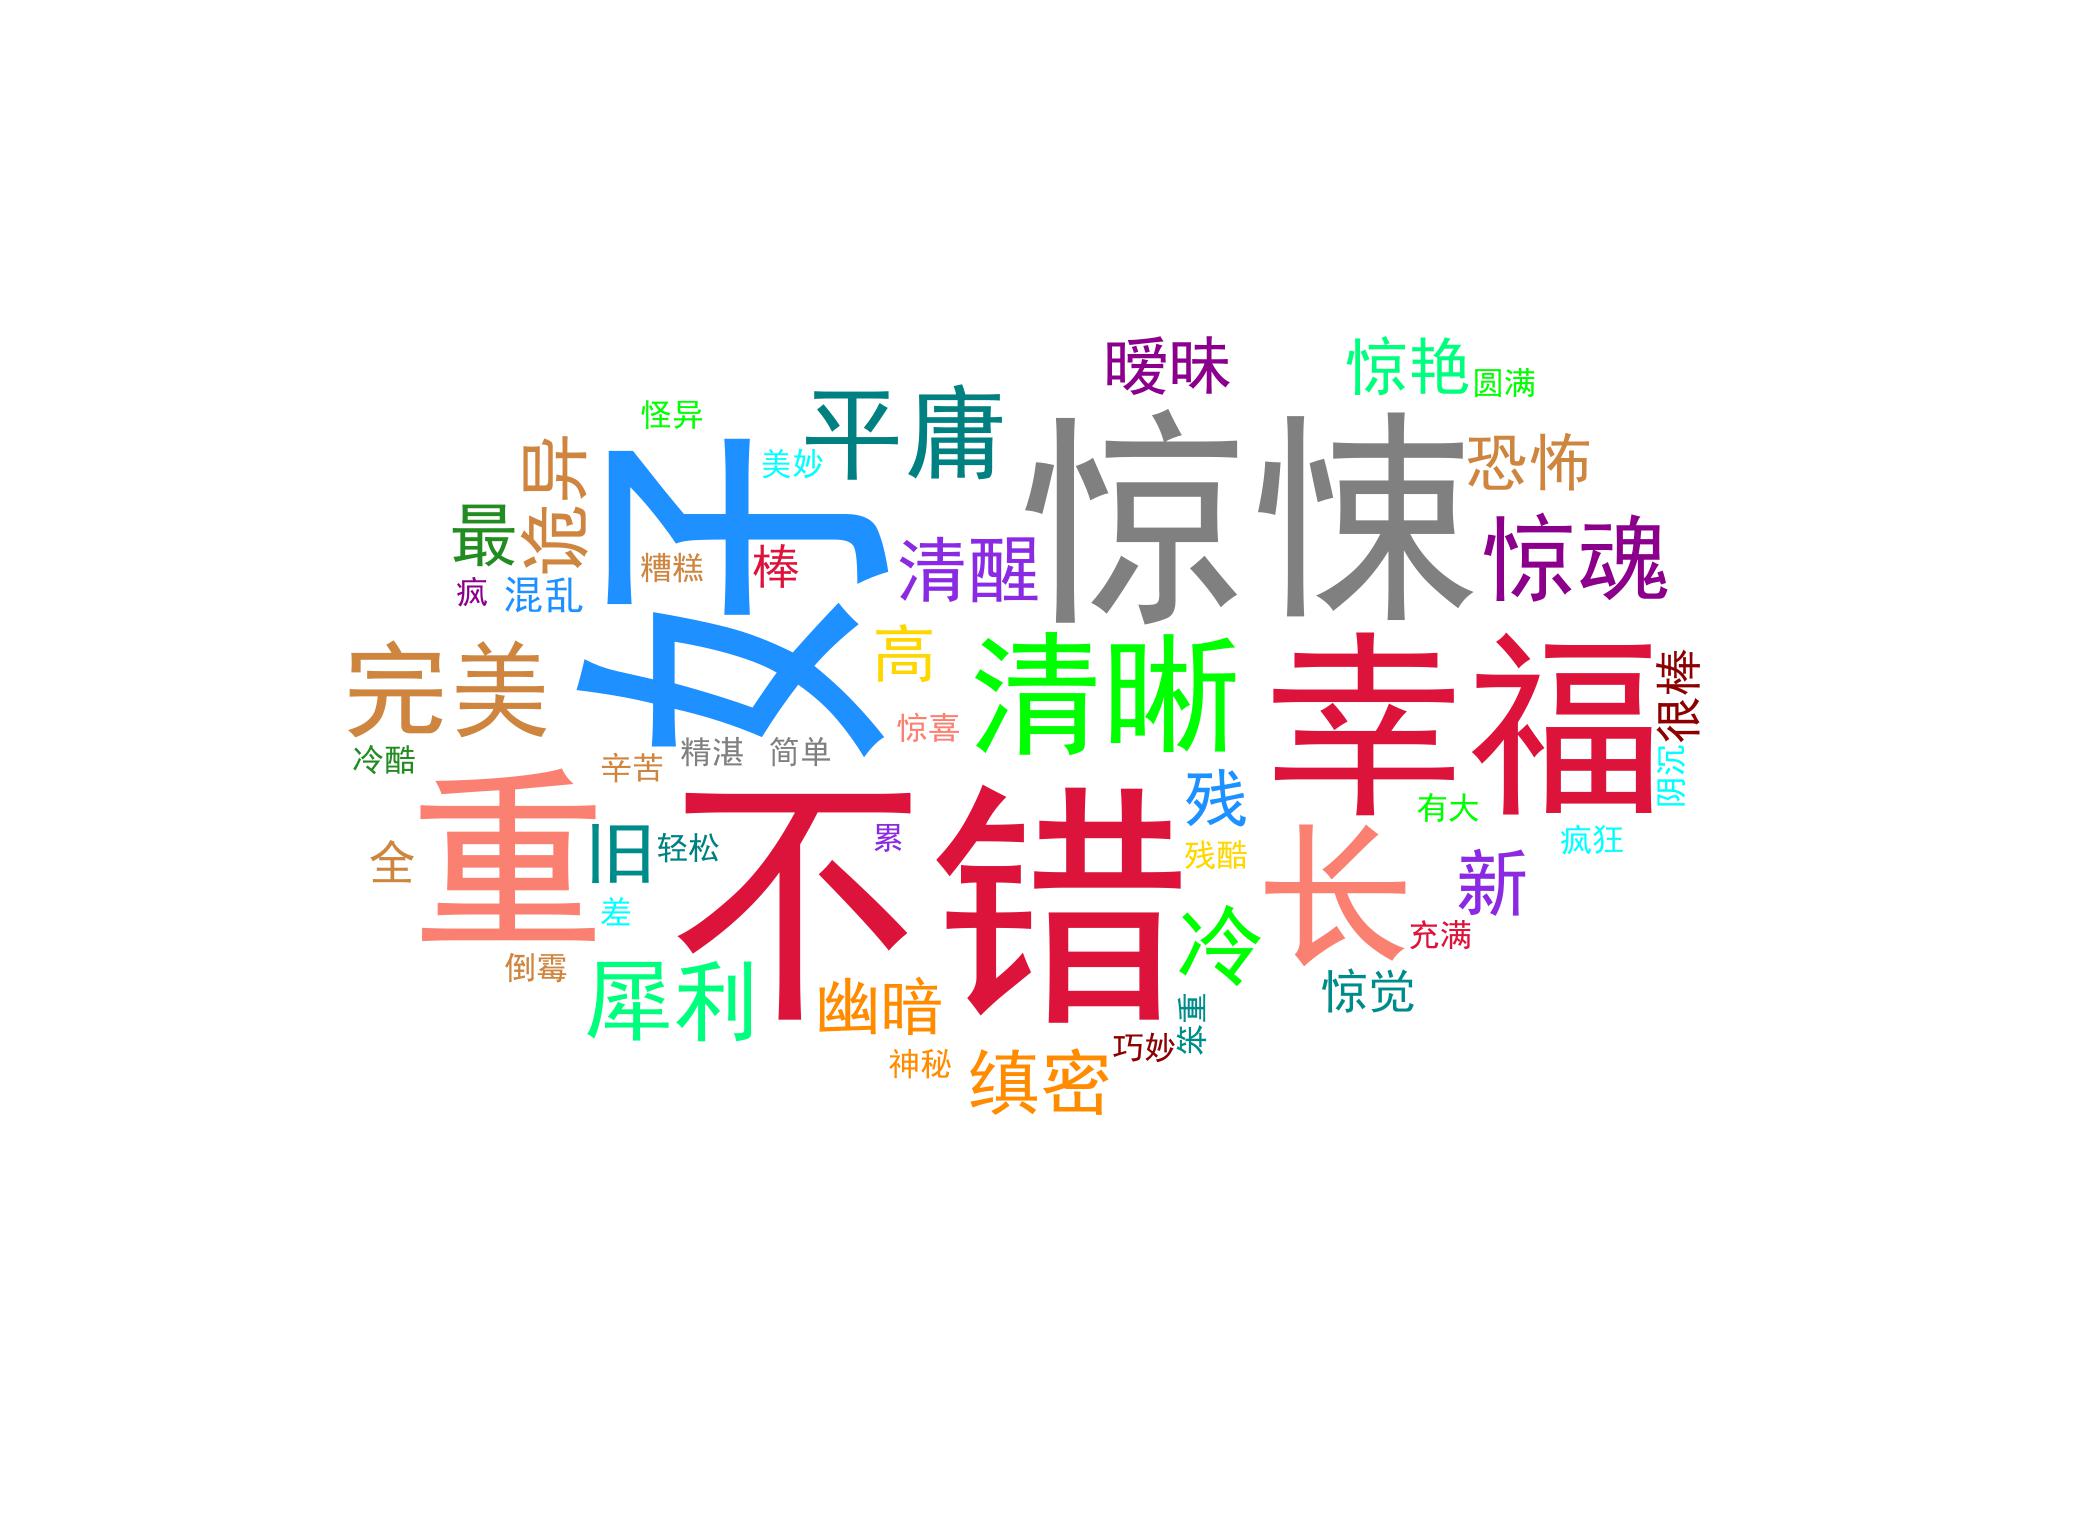 暧昧
惊艳
圆满
怪异
平庸
惊悚
恐怖
美妙
诡异
好
最
清醒
惊魂
糟糕
棒
疯
混乱
完美
高
清晰
幸福
很棒
惊喜
精湛
简单
冷酷
辛苦
阴沉
重
不错
残
有大
全
旧
轻松
累
残酷
长
疯狂
新
差
冷
充满
倒霉
犀利
幽暗
惊觉
笨重
神秘
巧妙
缜密